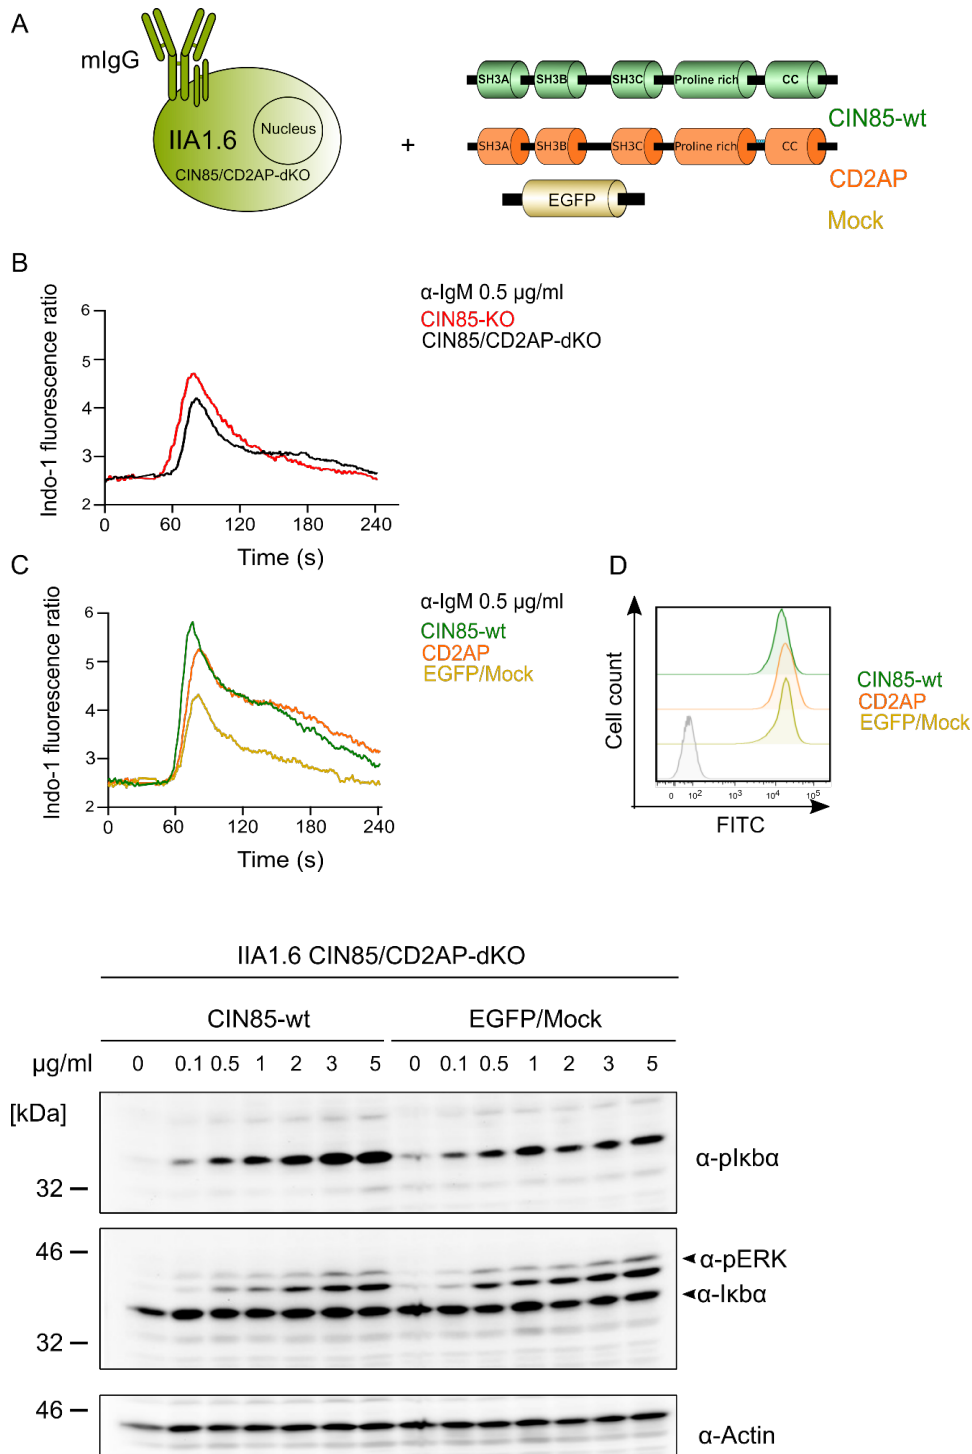 A
mIgG
IIA1.6
Nucleus
CIN85/CD2AP-dKO
+
SH3A SH3B SH3C Proline rich CC
CIN85-wt
SH3A SH3B SH3C Proline rich CC
CD2AP
EGFP
Mock
B
Indo-1 fluorescence ratio
6
5
4
3
2
0 60 120 180 240
Time (s)
α-IgM 0.5 µg/ml
CIN85-KO
CIN85/CD2AP-dKO
C
Indo-1 fluorescence ratio
6
5
4
3
2
0 60 120 180 240
Time (s)
α-IgM 0.5 µg/ml
CIN85-wt
CD2AP
EGFP/Mock
D
Cell count
0 10² 10³ 10⁴ 10⁵
FITC
CIN85-wt
CD2AP
EGFP/Mock
IIA1.6 CIN85/CD2AP-dKO
CIN85-wt EGFP/Mock
µg/ml 0 0.1 0.5 1 2 3 5 0 0.1 0.5 1 2 3 5
[kDa]
α-pIκbα
32
46
α-pERK
α-Iκbα
32
46
α-Actin